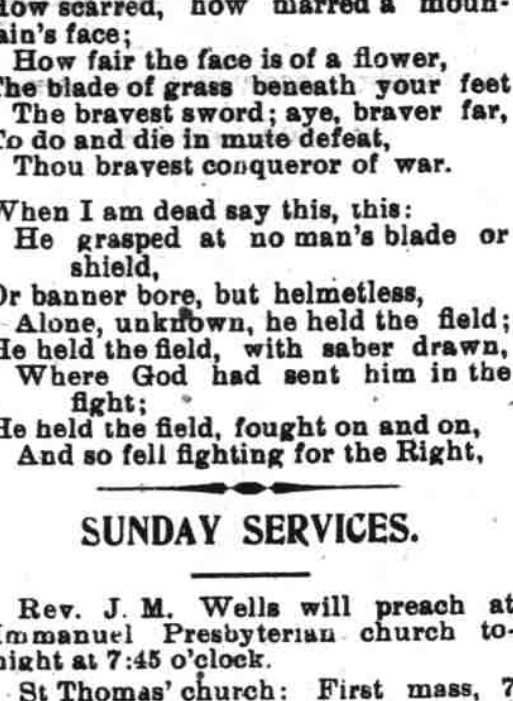 How scarred, how marred a moun-
ain's face;
How fair the face is of a flower,
The blade of grass beneath your feet
The bravest sword; aye, braver far,
To do and die in mute defeat,
Thou bravest conqueror of war.
When I am dead say this, this:
He grasped at no man's blade or
shield,
Or banner bore, but helmetless,
Alone, unknown, he held the field;
He held the field, with saber drawn,
Where God had sent him in the
fight;
He held the field, fought on and on,
And so fell fighting for the Right,
SUNDAY SERVICES.
Rev. J. M. Wells will preach at
Immanuel Presbyterian church to-
night at 7:45 o'clock.
St Thomas' church: First mass, 7